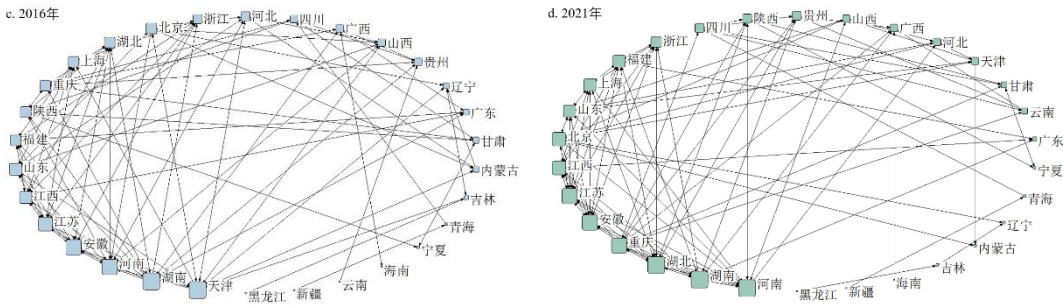 c. 2016年
浙江
河北
四川
广西
山西
贵州
辽宁
广东
甘肃
内蒙古
吉林
青海
宁夏
海南
云南
新疆
黑龙江
天津
湖南
河南
安徽
江苏
江西
山东
福建
陕西
重庆
上海
湖北
北京
d. 2021年
四川
陕西
贵州
山西
广西
河北
天津
甘肃
云南
广东
宁夏
青海
辽宁
内蒙古
吉林
海南
新疆
黑龙江
河南
湖南
湖北
重庆
安徽
江苏
江西
北京
山东
上海
福建
浙江